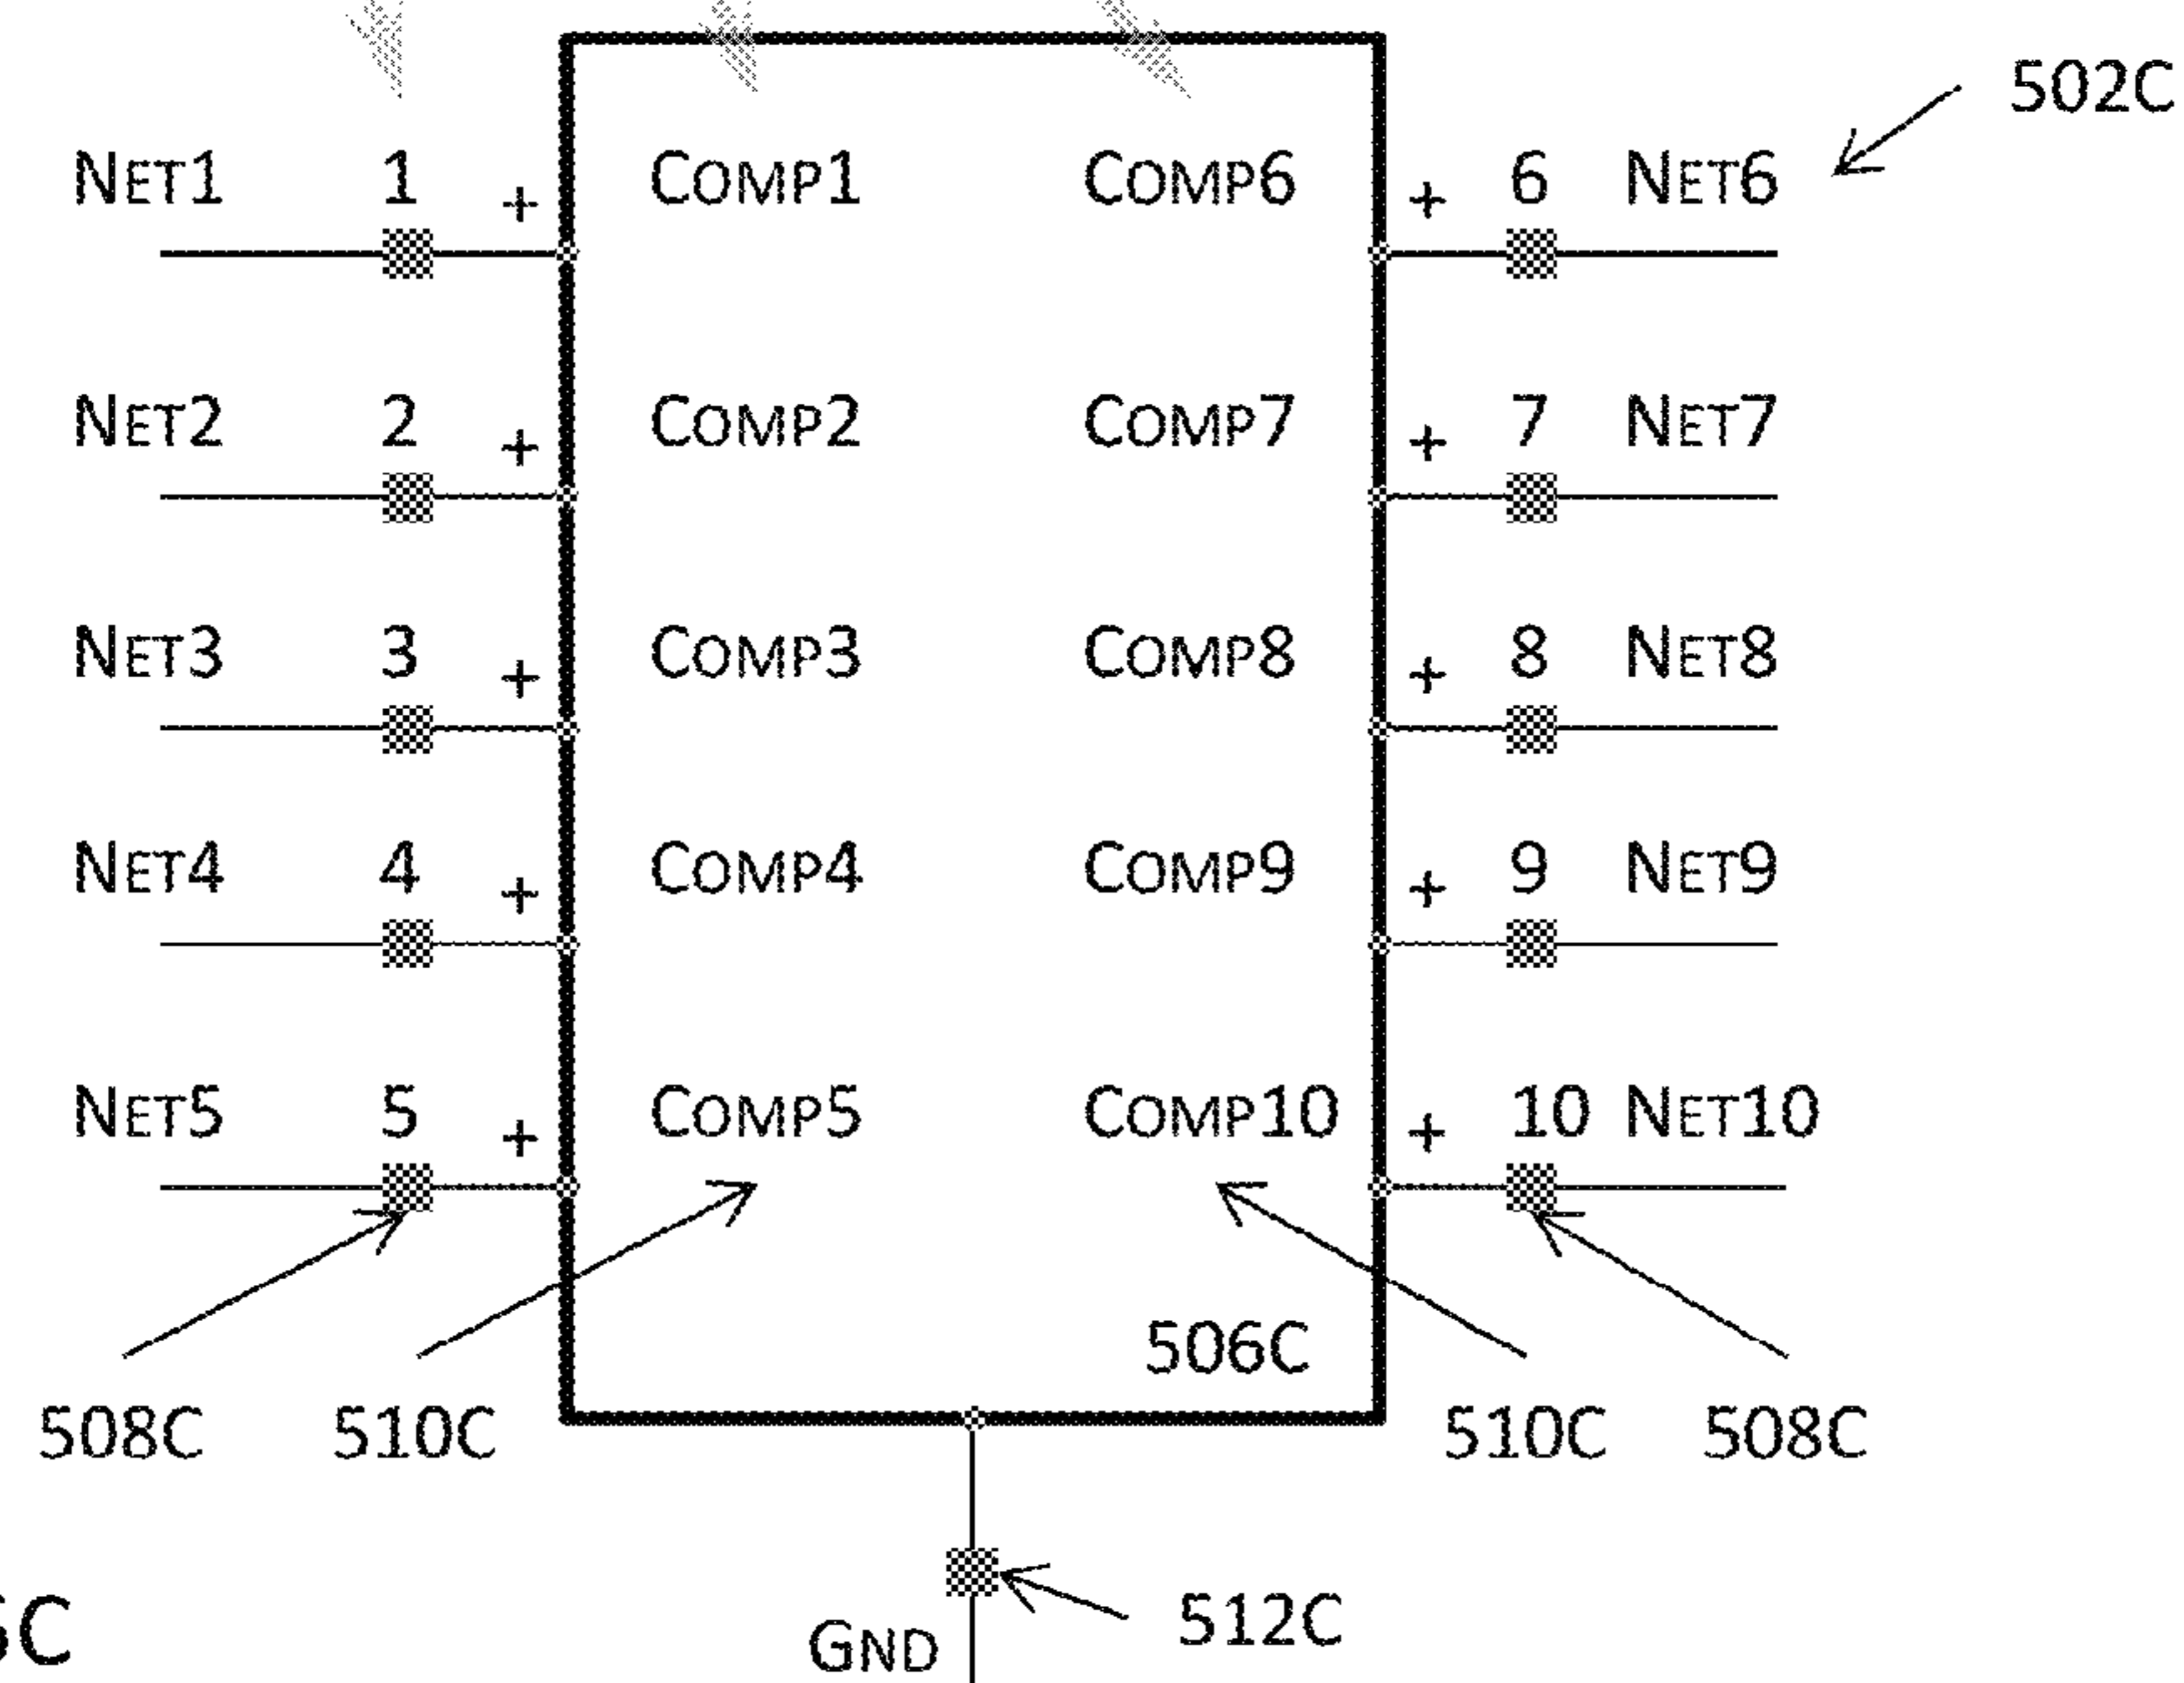 502C
NET1 1 + COMP1 COMP6 + 6 NET6
NET2 2 + COMP2 COMP7 + 7 NET7
NET3 3 + COMP3 COMP8 + 8 NET8
NET4 4 + COMP4 COMP9 + 9 NET9
NET5 5 + COMP5 COMP10 + 10 NET10
506C
508C 510C 510C 508C
512C
GND